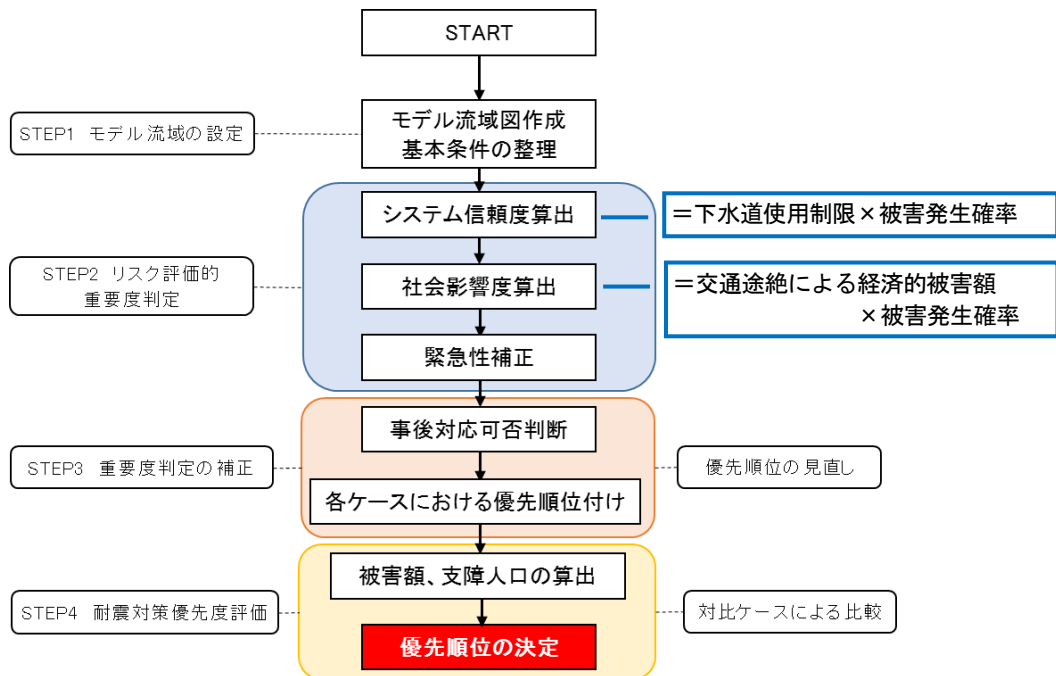 START
STEP1 モデル流域の設定
モデル流域図作成
基本条件の整理
システム信頼度算出
＝下水道使用制限×被害発生確率
STEP2 リスク評価的
重要度判定
社会影響度算出
＝交通途絶による経済的被害額
×被害発生確率
緊急性補正
事後対応可否判断
STEP3 重要度判定の補正
優先順位の見直し
各ケースにおける優先順位付け
被害額、支障人口の算出
STEP4 耐震対策優先度評価
対比ケースによる比較
優先順位の決定